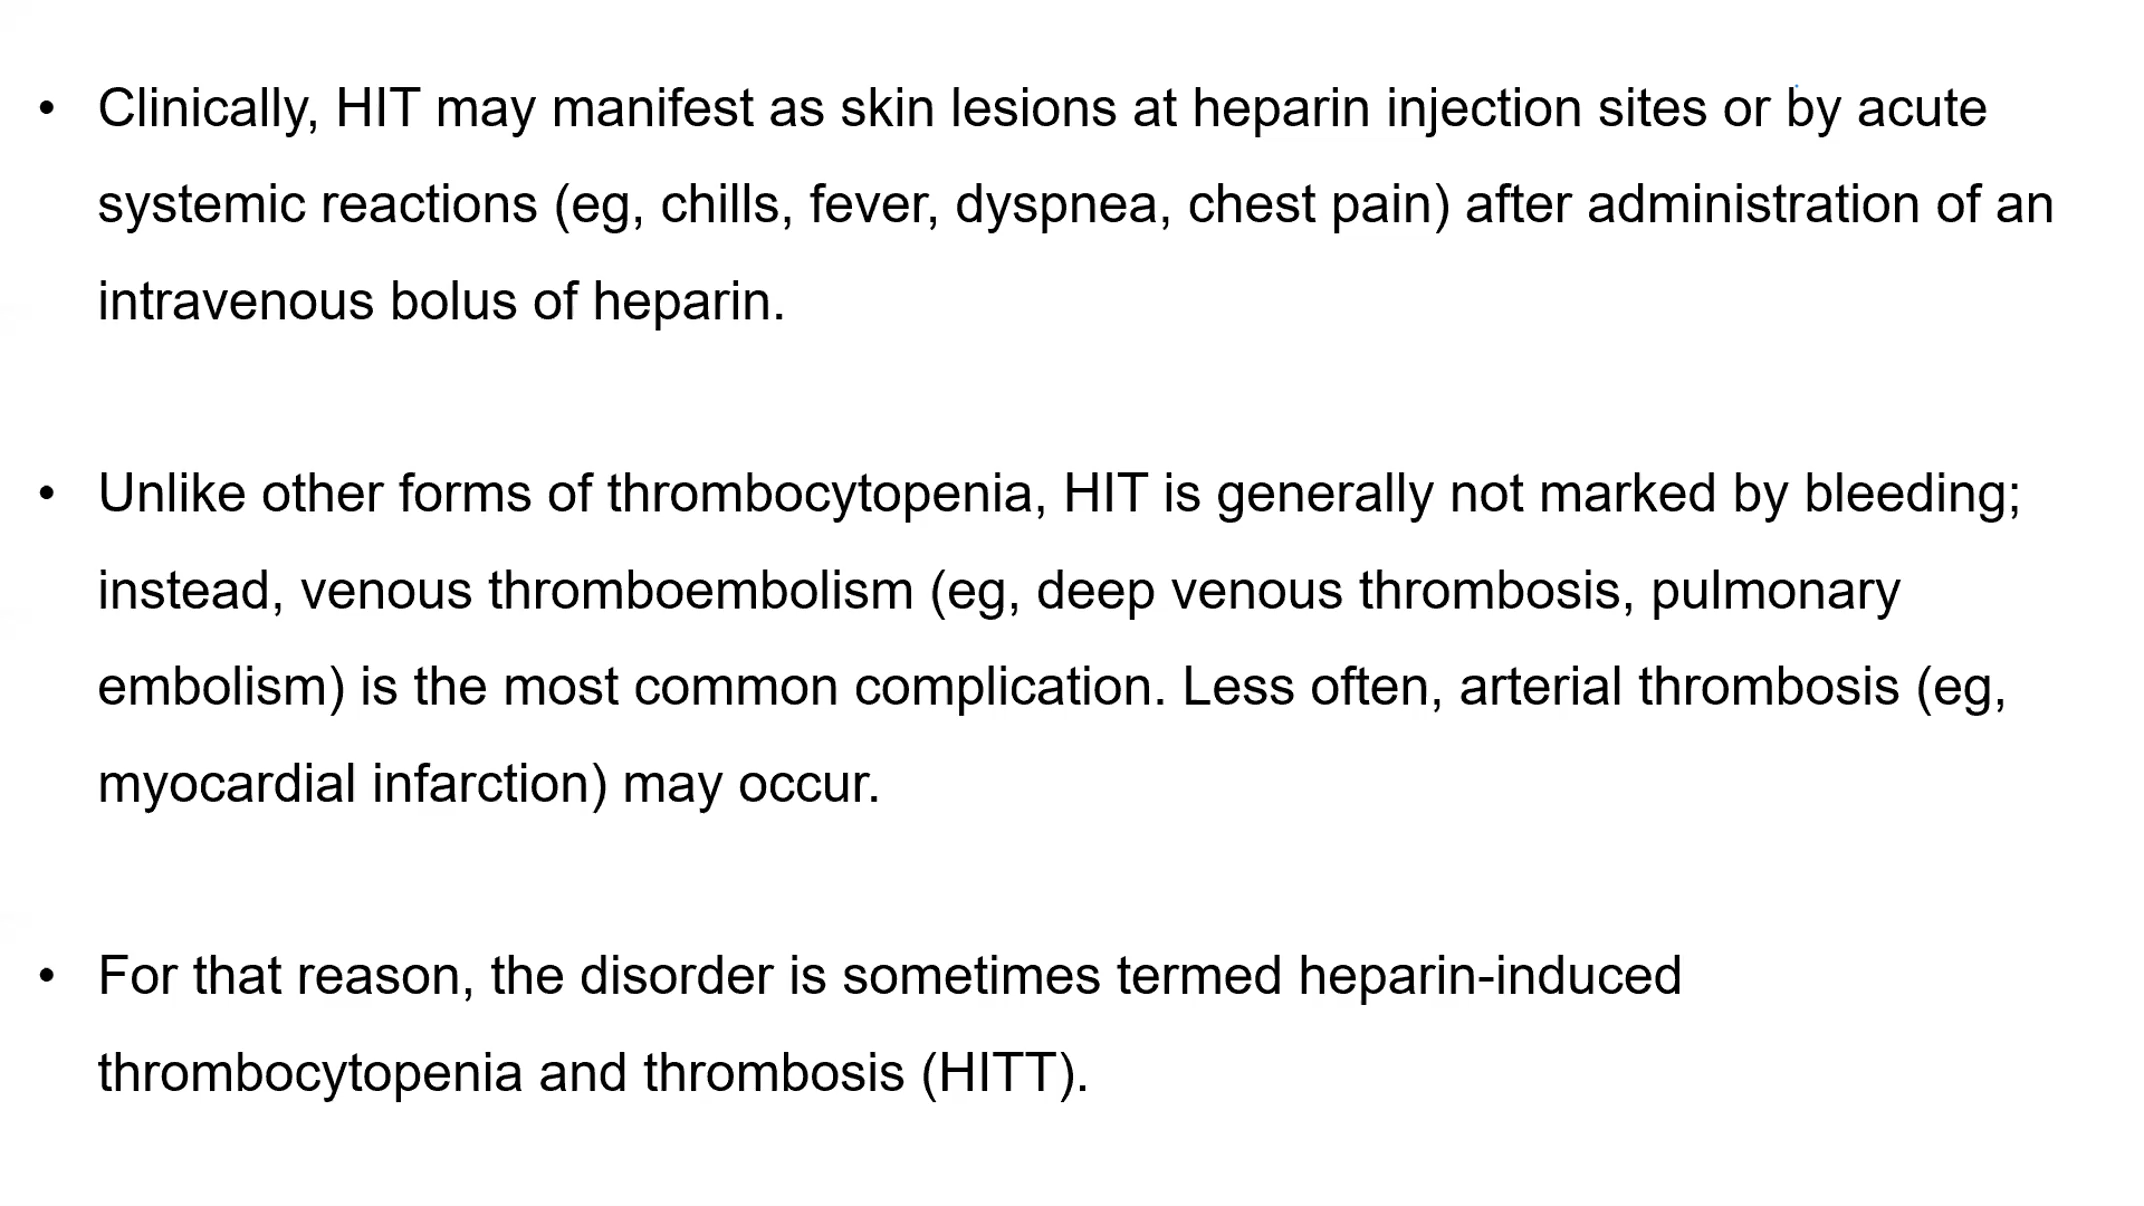 • Clinically, HIT may manifest as skin lesions at heparin injection sites or by acute
systemic reactions (eg, chills, fever, dyspnea, chest pain) after administration of an
intravenous bolus of heparin.
• Unlike other forms of thrombocytopenia, HIT is generally not marked by bleeding;
instead, venous thromboembolism (eg, deep venous thrombosis, pulmonary
embolism) is the most common complication. Less often, arterial thrombosis (eg,
myocardial infarction) may occur.
• For that reason, the disorder is sometimes termed heparin-induced
thrombocytopenia and thrombosis (HITT).